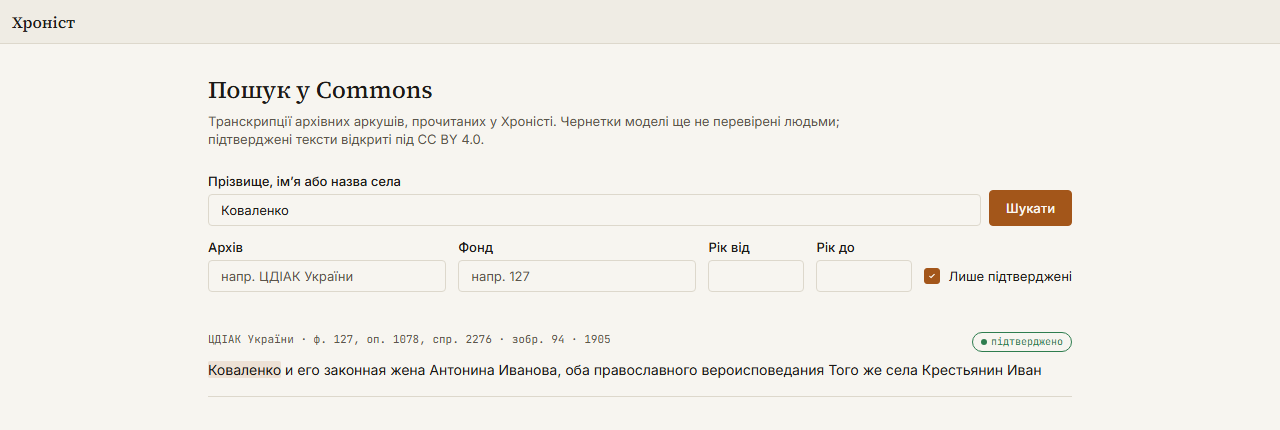 Хроніст
Пошук у Commons
Транскрипції архівних аркушів, прочитаних у Хроністі. Чернетки моделі ще не перевірені людьми;
підтверджені тексти відкриті під CC BY 4.0.
Прізвище, ім’я або назва села
Коваленко
Шукати
Архів
Фонд
Рік від
Рік до
напр. ЦДІАК України
напр. 127
Лише підтверджені
ЦДІАК України · ф. 127, оп. 1078, спр. 2276 · зобр. 94 · 1905
підтверджено
Коваленко и его законная жена Антонина Иванова, оба православного вероисповедания Того же села Крестьянин Иван